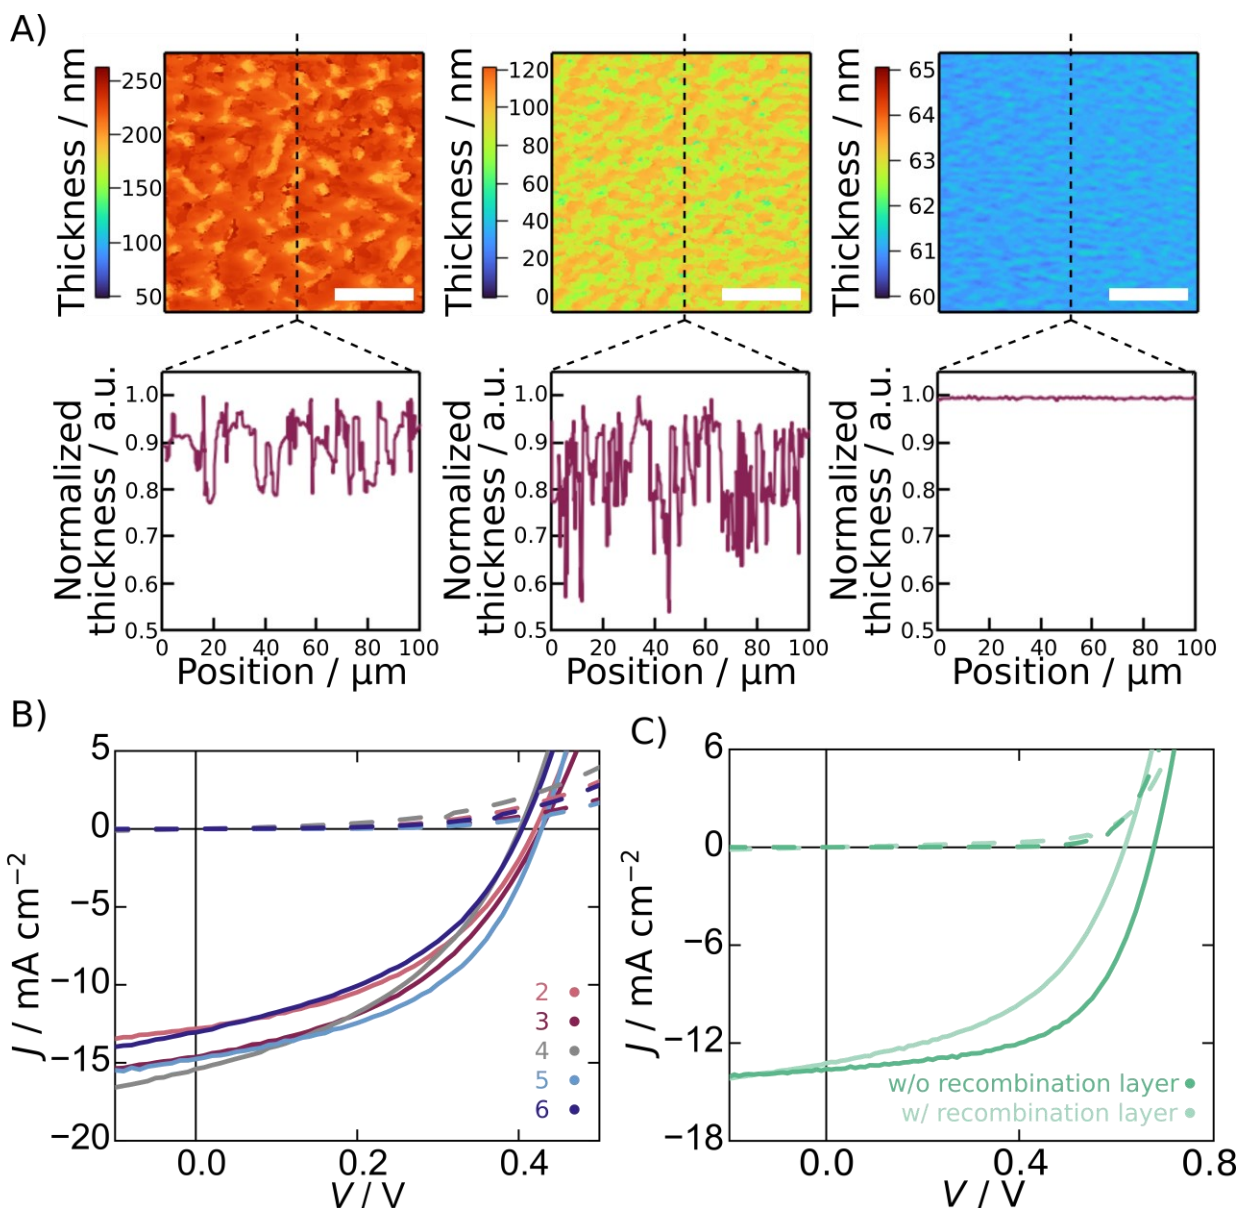 A)
Thickness / nm
250
200
150
100
50
Thickness / nm
120
100
80
60
40
20
0
Thickness / nm
65
64
63
62
61
60
Normalized
thickness / a.u.
1.0
0.9
0.8
0.7
0.6
0.5
0 20 40 60 80 100
Position / μm
Normalized
thickness / a.u.
1.0
0.9
0.8
0.7
0.6
0.5
0 20 40 60 80 100
Position / μm
Normalized
thickness / a.u.
1.0
0.9
0.8
0.7
0.6
0.5
0 20 40 60 80 100
Position / μm
B)
J / mA cm⁻²
5
0
−5
−10
−15
−20
2
3
4
5
6
0.0 0.2 0.4
V / V
C)
J / mA cm⁻²
6
0
−6
−12
−18
w/o recombination layer
w/ recombination layer
0.0 0.4 0.8
V / V